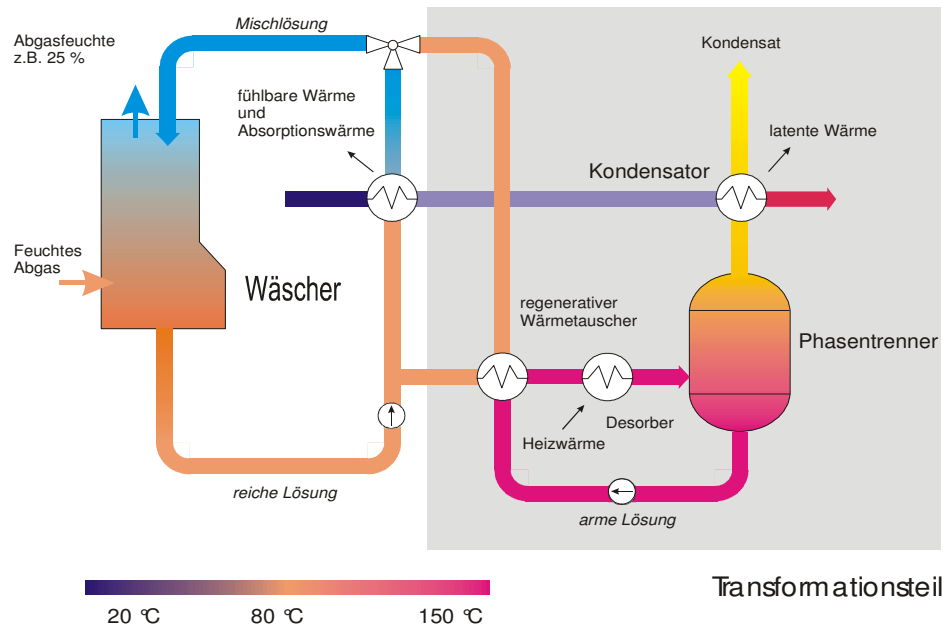 Mischlösung
Abgasfeuchte
z.B. 25 %
Kondensat
fühlbare Wärme
und
Absorptionswärme
latente Wärme
Kondensator
Feuchtes
Abgas
Wäscher
regenerativer
Wärmetauscher
Phasentrenner
Desorber
Heizwärme
reiche Lösung
arme Lösung
Transformationsteil
20 °C
80 °C
150 °C